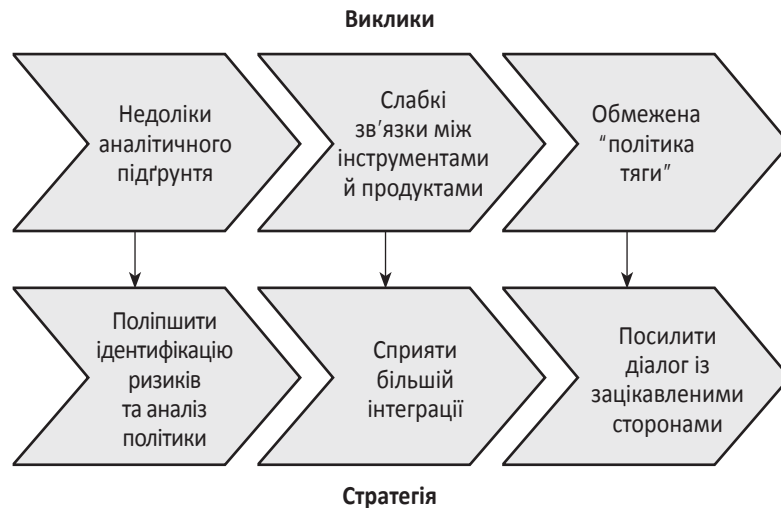 Виклики
Недоліки
аналітичного
підґрунтя
Слабкі
зв’язки між
інструментами
й продуктами
Обмежена
“політика
тяги”
Поліпшити
ідентифікацію
ризиків
та аналіз
політики
Сприяти
більшій
інтеграції
Посилити
діалог із
зацікавленими
сторонами
Стратегія